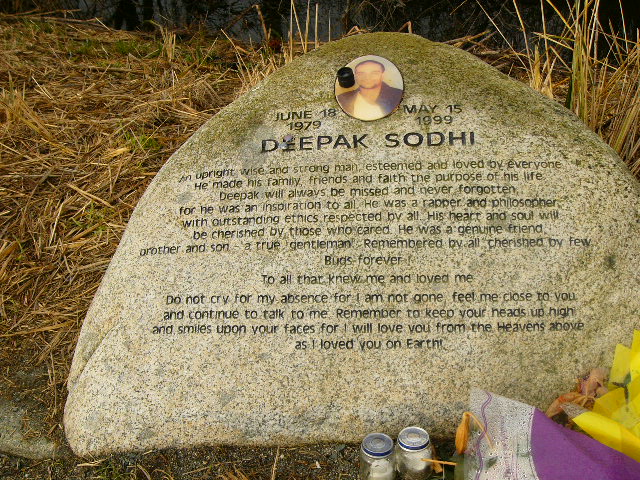 JUNE 18 MAY 15
1979 1999
DEEPAK SODHI
An upright, wise and strong man, esteemed and loved by everyone.
He made his family, friends and faith the purpose of his life.
Deepak will always be missed and never forgotten,
for he was an inspiration to all. He was a rapper and philosopher
with outstanding ethics respected by all. His heart and soul will
be cherished by those who cared. He was a genuine friend,
brother and son - a true "gentleman". Remembered by all, cherished by few.
Buds forever!
To all that knew me and loved me
Do not cry for my absence for I am not gone, feel me close to you
and continue to talk to me. Remember to keep your heads up high
and smiles upon your faces for I will love you from the Heavens above
as I loved you on Earth!